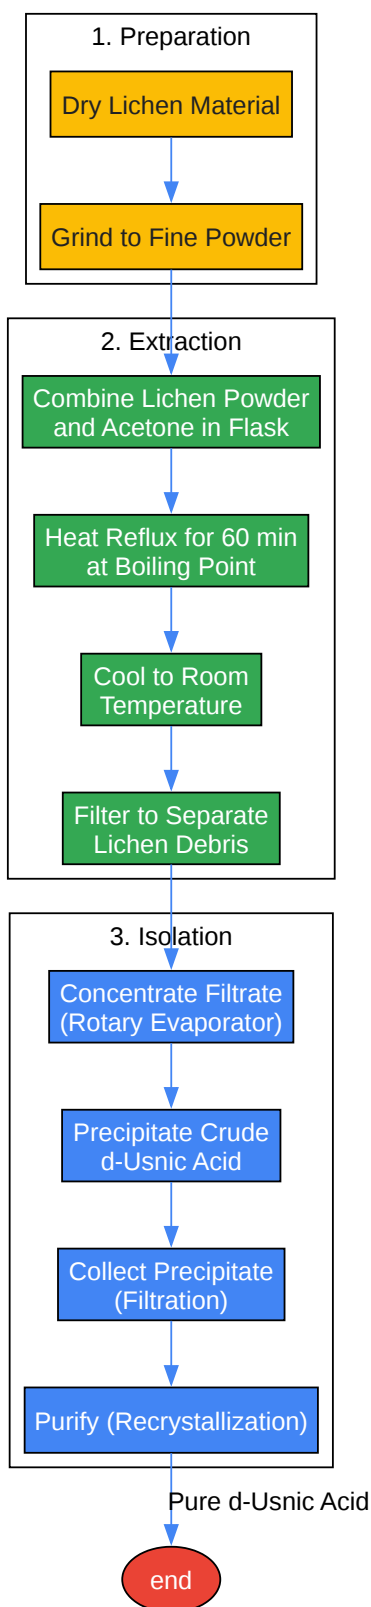 1. Preparation
Dry Lichen Material
Grind to Fine Powder
2. Extraction
Combine Lichen Powder
and Acetone in Flask
Heat Reflux for 60 min
at Boiling Point
Cool to Room
Temperature
Filter to Separate
Lichen Debris
3. Isolation
Concentrate Filtrate
(Rotary Evaporator)
Precipitate Crude
d-Usnic Acid
Collect Precipitate
(Filtration)
Purify (Recrystallization)
Pure d-Usnic Acid
end